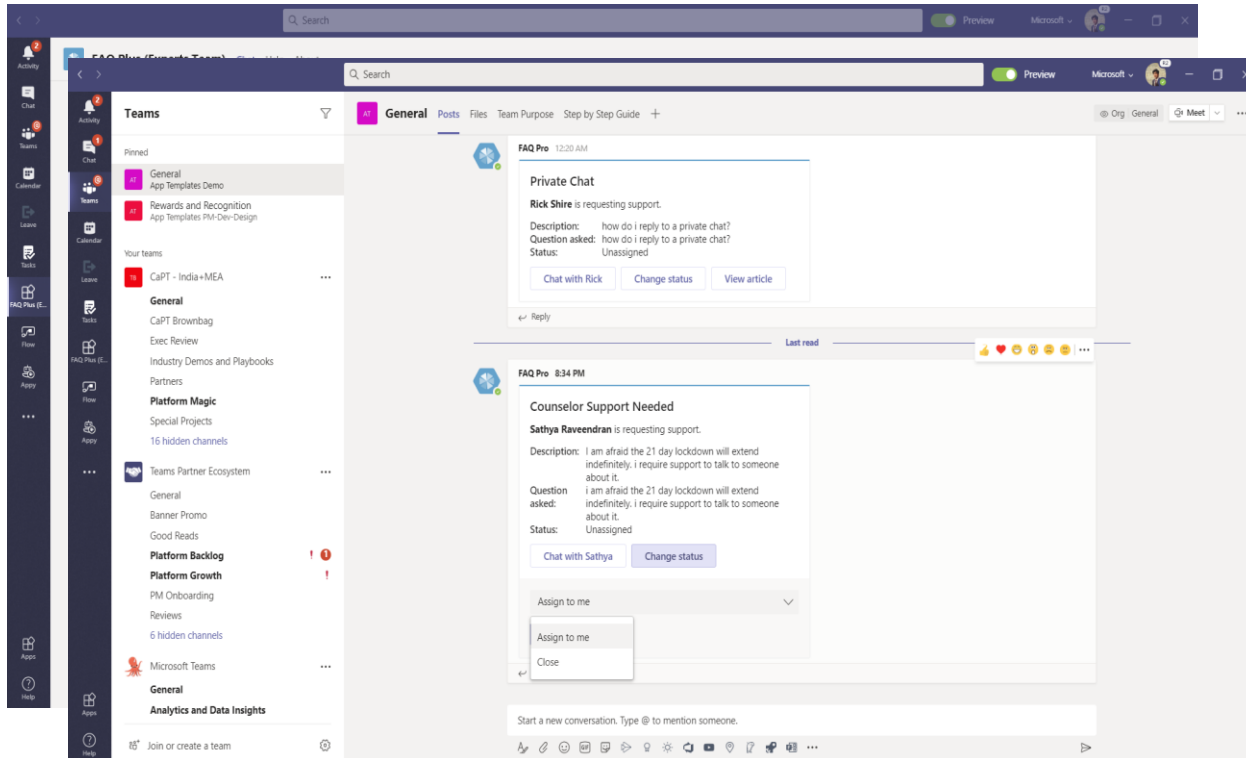 Search
Preview
Microsoft
RS
2
Activity
Chat
Teams
Calendar
Leave
Tasks
FAQ Plus (E...
Flow
Appy
Apps
Help
Search
Preview
Microsoft
2
Activity
1
Chat
Teams
Calendar
Leave
Tasks
FAQ Plus (E...
Flow
Appy
Apps
Help
Teams
Pinned
AT
General
App Templates Demo
AT
Rewards and Recognition
App Templates PM-Dev-Design
Your teams
CaPT - India+MEA
General
CaPT Brownbag
Exec Review
Industry Demos and Playbooks
Partners
Platform Magic
Special Projects
16 hidden channels
Teams Partner Ecosystem
General
Banner Promo
Good Reads
Platform Backlog ! 1
Platform Growth !
PM Onboarding
Reviews
6 hidden channels
Microsoft Teams
General
Analytics and Data Insights
Join or create a team
AT General Posts Files Team Purpose Step by Step Guide
Org General Meet
FAQ Pro 12:20 AM
Private Chat
Rick Shire is requesting support.
Description: how do i reply to a private chat?
Question asked: how do i reply to a private chat?
Status: Unassigned
Chat with Rick Change status View article
Reply
Last read
FAQ Pro 8:34 PM
Counselor Support Needed
Sathya Raveendran is requesting support.
Description: I am afraid the 21 day lockdown will extend
indefinitely. i require support to talk to someone
about it.
Question i am afraid the 21 day lockdown will extend
asked: indefinitely. i require support to talk to someone
about it.
Status: Unassigned
Chat with Sathya Change status
Assign to me
Assign to me
Close
Start a new conversation. Type @ to mention someone.
GIF